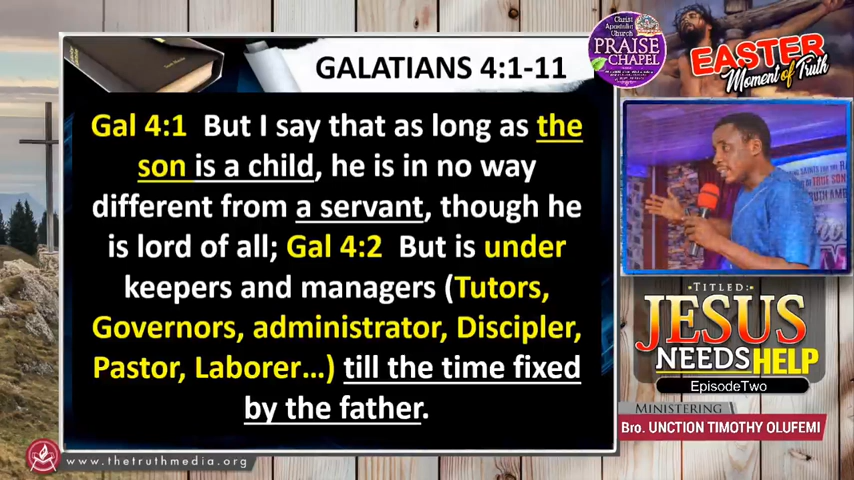 GALATIANS 4:1-11
Gal 4:1 But I say that as long as the
son is a child, he is in no way
different from a servant, though he
is lord of all; Gal 4:2 But is under
keepers and managers (Tutors,
Governors, administrator, Discipler,
Pastor, Laborer...) till the time fixed
by the father.
www.thetruthmedia.org
Christ
Apostolic
Church
PRAISE
CHAPEL
EASTER
Moment of Truth
TITLED:
JESUS
NEEDS HELP
Episode Two
MINISTERING
Bro. UNCTION TIMOTHY OLUFEMI